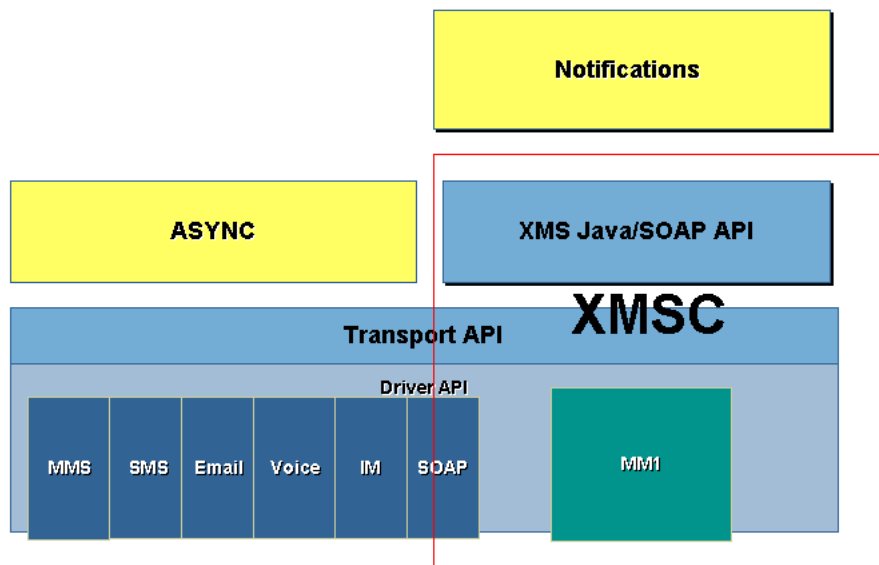 Notifications
ASYNC
XMS Java/SOAP API
XMSC
Transport API
Driver API
MMS
SMS
Email
Voice
IM
SOAP
MM1